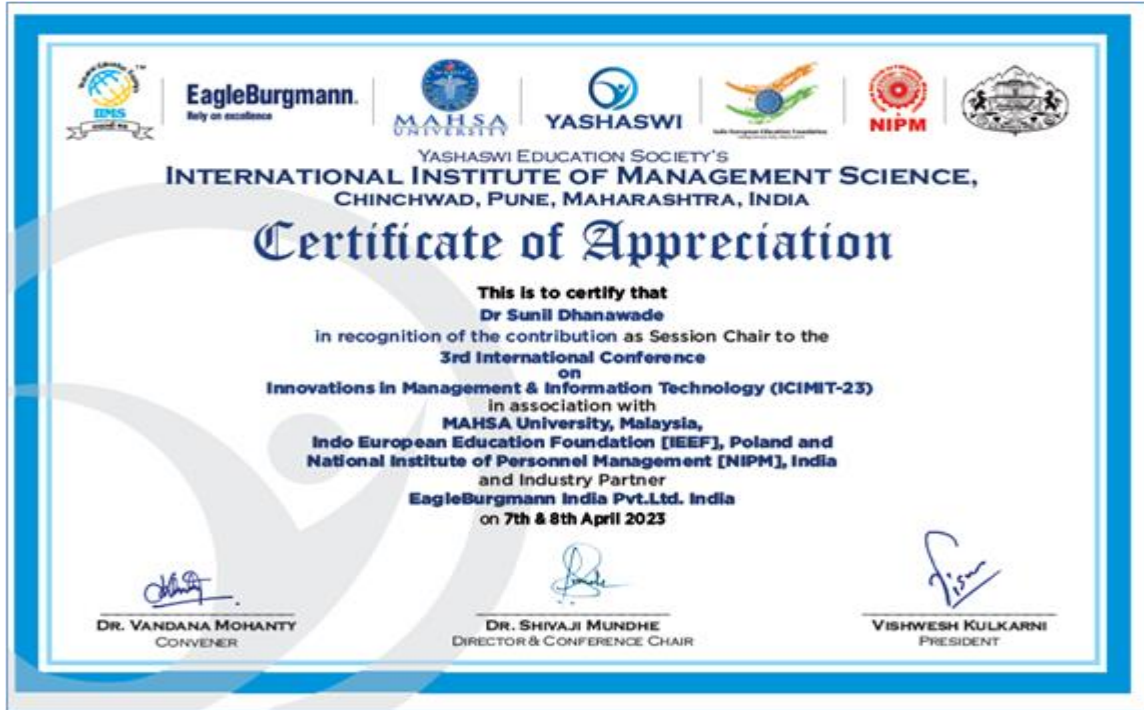 IIMS
EagleBurgmann.
Rely on excellence
MAHSA
UNIVERSITY
YASHASWI
Indo European Education Foundation
NIPM
YASHASWI EDUCATION SOCIETY'S
INTERNATIONAL INSTITUTE OF MANAGEMENT SCIENCE,
CHINCHWAD, PUNE, MAHARASHTRA, INDIA
Certificate of Appreciation
This is to certify that
Dr Sunil Dhanawade
in recognition of the contribution as Session Chair to the
3rd International Conference
on
Innovations in Management & Information Technology (ICIMIT-23)
in association with
MAHSA University, Malaysia,
Indo European Education Foundation [IEEF], Poland and
National Institute of Personnel Management [NIPM], India
and Industry Partner
EagleBurgmann India Pvt.Ltd. India
on 7th & 8th April 2023
DR. VANDANA MOHANTY
CONVENER
DR. SHIVAJI MUNDHE
DIRECTOR & CONFERENCE CHAIR
VISHWESH KULKARNI
PRESIDENT